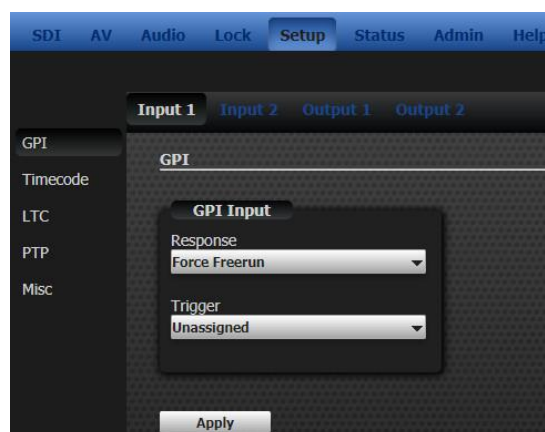 SDI AV Audio Lock Setup Status Admin Help
Input 1 Input 2 Output 1 Output 2
GPI
Timecode
LTC
PTP
Misc
GPI
GPI Input
Response
Force Freerun
Trigger
Unassigned
Apply